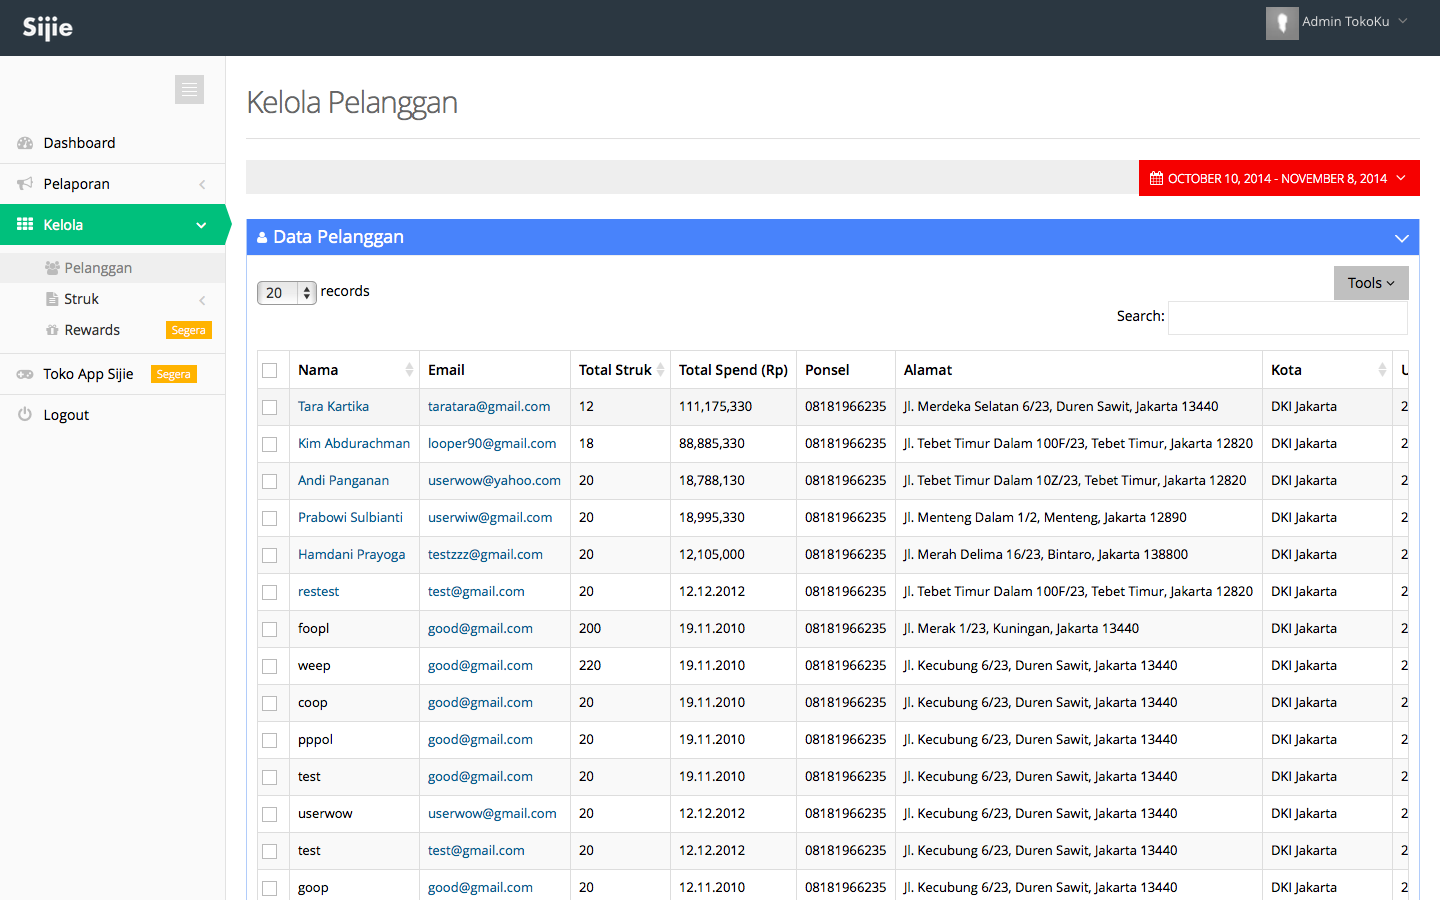 Sijie
Admin TokoKu
Dashboard
Pelaporan
Kelola
Pelanggan
Struk
Rewards Segera
Toko App Sijie Segera
Logout
Kelola Pelanggan
OCTOBER 10, 2014 - NOVEMBER 8, 2014
Data Pelanggan
Tools
20 records
Search:
Nama Email Total Struk Total Spend (Rp) Ponsel Alamat Kota U
Tara Kartika taratara@gmail.com 12 111,175,330 08181966235 Jl. Merdeka Selatan 6/23, Duren Sawit, Jakarta 13440 DKI Jakarta 2
Kim Abdurachman looper90@gmail.com 18 88,885,330 08181966235 Jl. Tebet Timur Dalam 100F/23, Tebet Timur, Jakarta 12820 DKI Jakarta 2
Andi Panganan userwow@yahoo.com 20 18,788,130 08181966235 Jl. Tebet Timur Dalam 10Z/23, Tebet Timur, Jakarta 12820 DKI Jakarta 2
Prabowi Sulbianti userwiw@gmail.com 20 18,995,330 08181966235 Jl. Menteng Dalam 1/2, Menteng, Jakarta 12890 DKI Jakarta 2
Hamdani Prayoga testzzz@gmail.com 20 12,105,000 08181966235 Jl. Merah Delima 16/23, Bintaro, Jakarta 138800 DKI Jakarta 2
restest test@gmail.com 20 12.12.2012 08181966235 Jl. Tebet Timur Dalam 100F/23, Tebet Timur, Jakarta 12820 DKI Jakarta 2
foopl good@gmail.com 200 19.11.2010 08181966235 Jl. Merak 1/23, Kuningan, Jakarta 13440 DKI Jakarta 2
weep good@gmail.com 220 19.11.2010 08181966235 Jl. Kecubung 6/23, Duren Sawit, Jakarta 13440 DKI Jakarta 2
coop good@gmail.com 20 19.11.2010 08181966235 Jl. Kecubung 6/23, Duren Sawit, Jakarta 13440 DKI Jakarta 2
pppol good@gmail.com 20 19.11.2010 08181966235 Jl. Kecubung 6/23, Duren Sawit, Jakarta 13440 DKI Jakarta 2
test good@gmail.com 20 19.11.2010 08181966235 Jl. Kecubung 6/23, Duren Sawit, Jakarta 13440 DKI Jakarta 2
userwow userwow@gmail.com 20 12.12.2012 08181966235 Jl. Kecubung 6/23, Duren Sawit, Jakarta 13440 DKI Jakarta 2
test test@gmail.com 20 12.12.2012 08181966235 Jl. Kecubung 6/23, Duren Sawit, Jakarta 13440 DKI Jakarta 2
goop good@gmail.com 20 12.11.2010 08181966235 Jl. Kecubung 6/23, Duren Sawit, Jakarta 13440 DKI Jakarta 2